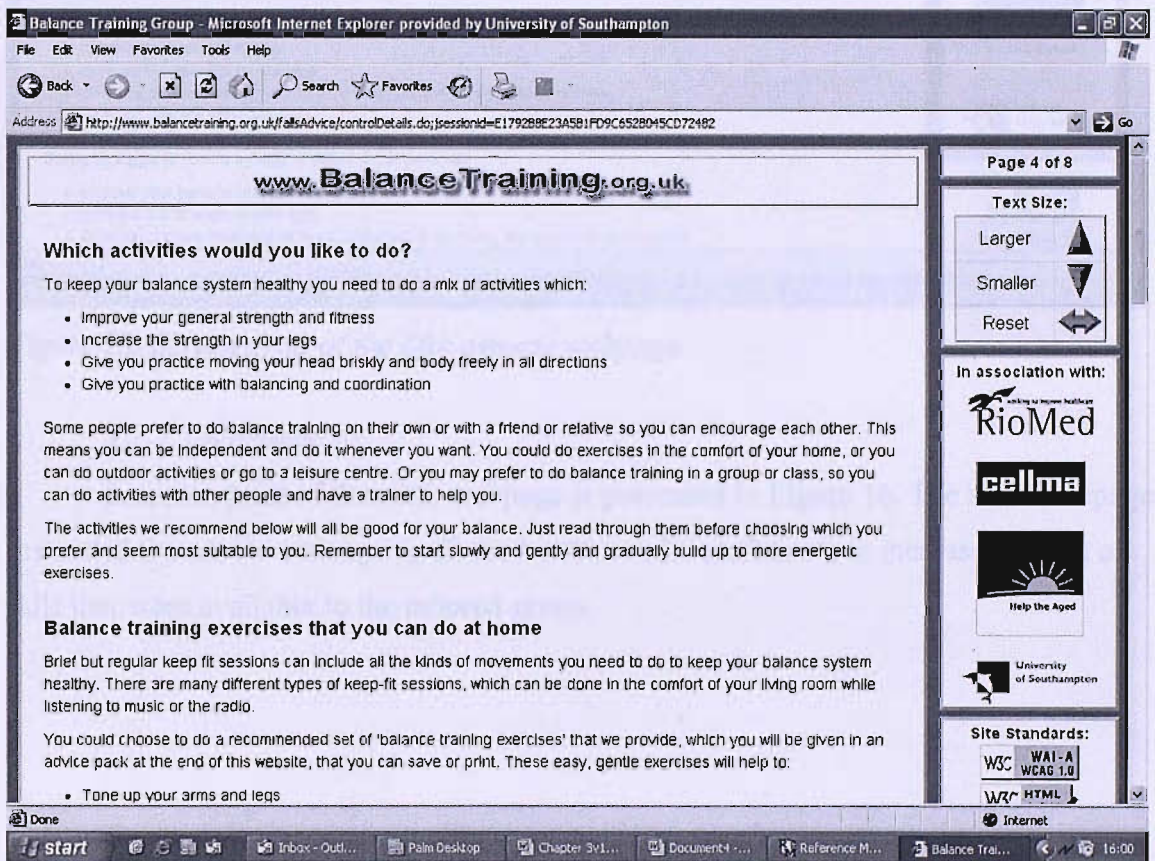 Balance Training Group - Microsoft Internet Explorer provided by University of Southampton
File Edit View Favorites Tools Help
Back Search Favorites
Address http://www.balancetraining.org.uk/fallsAdvice/controlDetails.do;jsessionid=E1792B8E23A5B1FD9C652B045CD72482 Go
www.BalanceTraining.org.uk
Which activities would you like to do?
To keep your balance system healthy you need to do a mix of activities which:
• Improve your general strength and fitness
• Increase the strength in your legs
• Give you practice moving your head briskly and body freely in all directions
• Give you practice with balancing and coordination
Some people prefer to do balance training on their own or with a friend or relative so you can encourage each other. This
means you can be independent and do it whenever you want. You could do exercises in the comfort of your home, or you
can do outdoor activities or go to a leisure centre. Or you may prefer to do balance training in a group or class, so you
can do activities with other people and have a trainer to help you.
The activities we recommend below will all be good for your balance. Just read through them before choosing which you
prefer and seem most suitable to you. Remember to start slowly and gently and gradually build up to more energetic
exercises.
Balance training exercises that you can do at home
Brief but regular keep fit sessions can include all the kinds of movements you need to do to keep your balance system
healthy. There are many different types of keep-fit sessions, which can be done in the comfort of your living room while
listening to music or the radio.
You could choose to do a recommended set of 'balance training exercises' that we provide, which you will be given in an
advice pack at the end of this website, that you can save or print. These easy, gentle exercises will help to:
• Tone up your arms and legs
Page 4 of 8
Text Size:
Larger
Smaller
Reset
In association with:
working to improve healthcare
RioMed
cellma
Help the Aged
University
of Southampton
Site Standards:
W3C WAI-A
WCAG 1.0
W3C HTML
Done
Internet
start
Inbox - Outl...
Palm Desktop
Chapter 3v1...
Document4 - ...
Reference M...
Balance Trai...
16:00